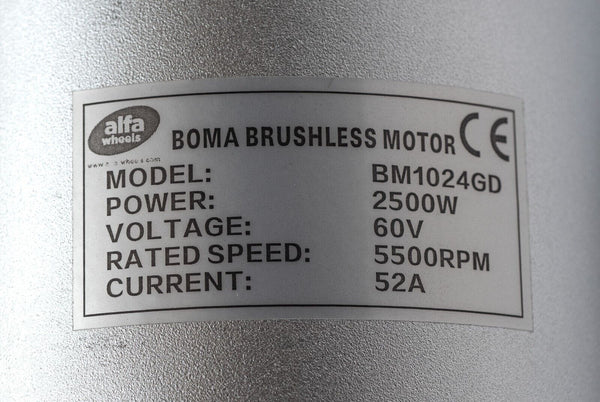 alfa
wheels
BOMA BRUSHLESS MOTOR CE
MODEL: BM1024GD
POWER: 2500W
VOLTAGE: 60V
RATED SPEED: 5500RPM
CURRENT: 52A